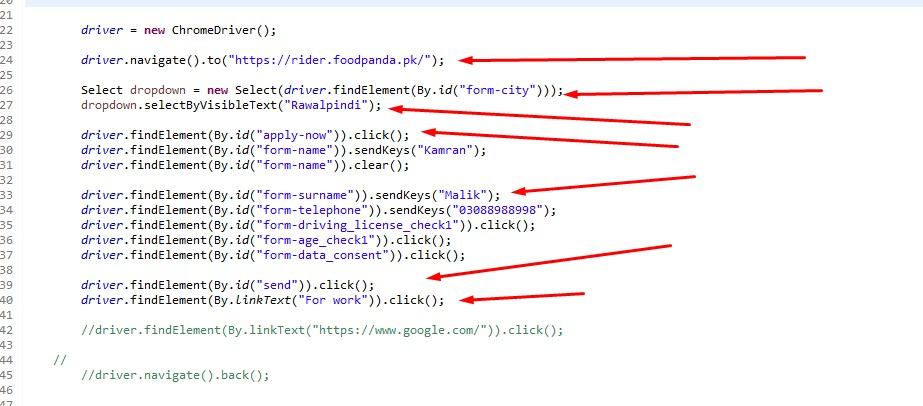 21
22 driver = new ChromeDriver();
23
24 driver.navigate().to("https://rider.foodpanda.pk/");
25
26 Select dropdown = new Select(driver.findElement(By.id("form-city")));
27 dropdown.selectByVisibleText("Rawalpindi");
28
29 driver.findElement(By.id("apply-now")).click();
30 driver.findElement(By.id("form-name")).sendKeys("Kamran");
31 driver.findElement(By.id("form-name")).clear();
32
33 driver.findElement(By.id("form-surname")).sendKeys("Malik");
34 driver.findElement(By.id("form-telephone")).sendKeys("03088988998");
35 driver.findElement(By.id("form-driving_license_check1")).click();
36 driver.findElement(By.id("form-age_check1")).click();
37 driver.findElement(By.id("form-data_consent")).click();
38
39 driver.findElement(By.id("send")).click();
40 driver.findElement(By.linkText("For work")).click();
41
42 //driver.findElement(By.linkText("https://www.google.com/")).click();
43
44 //
45 //driver.navigate().back();
46